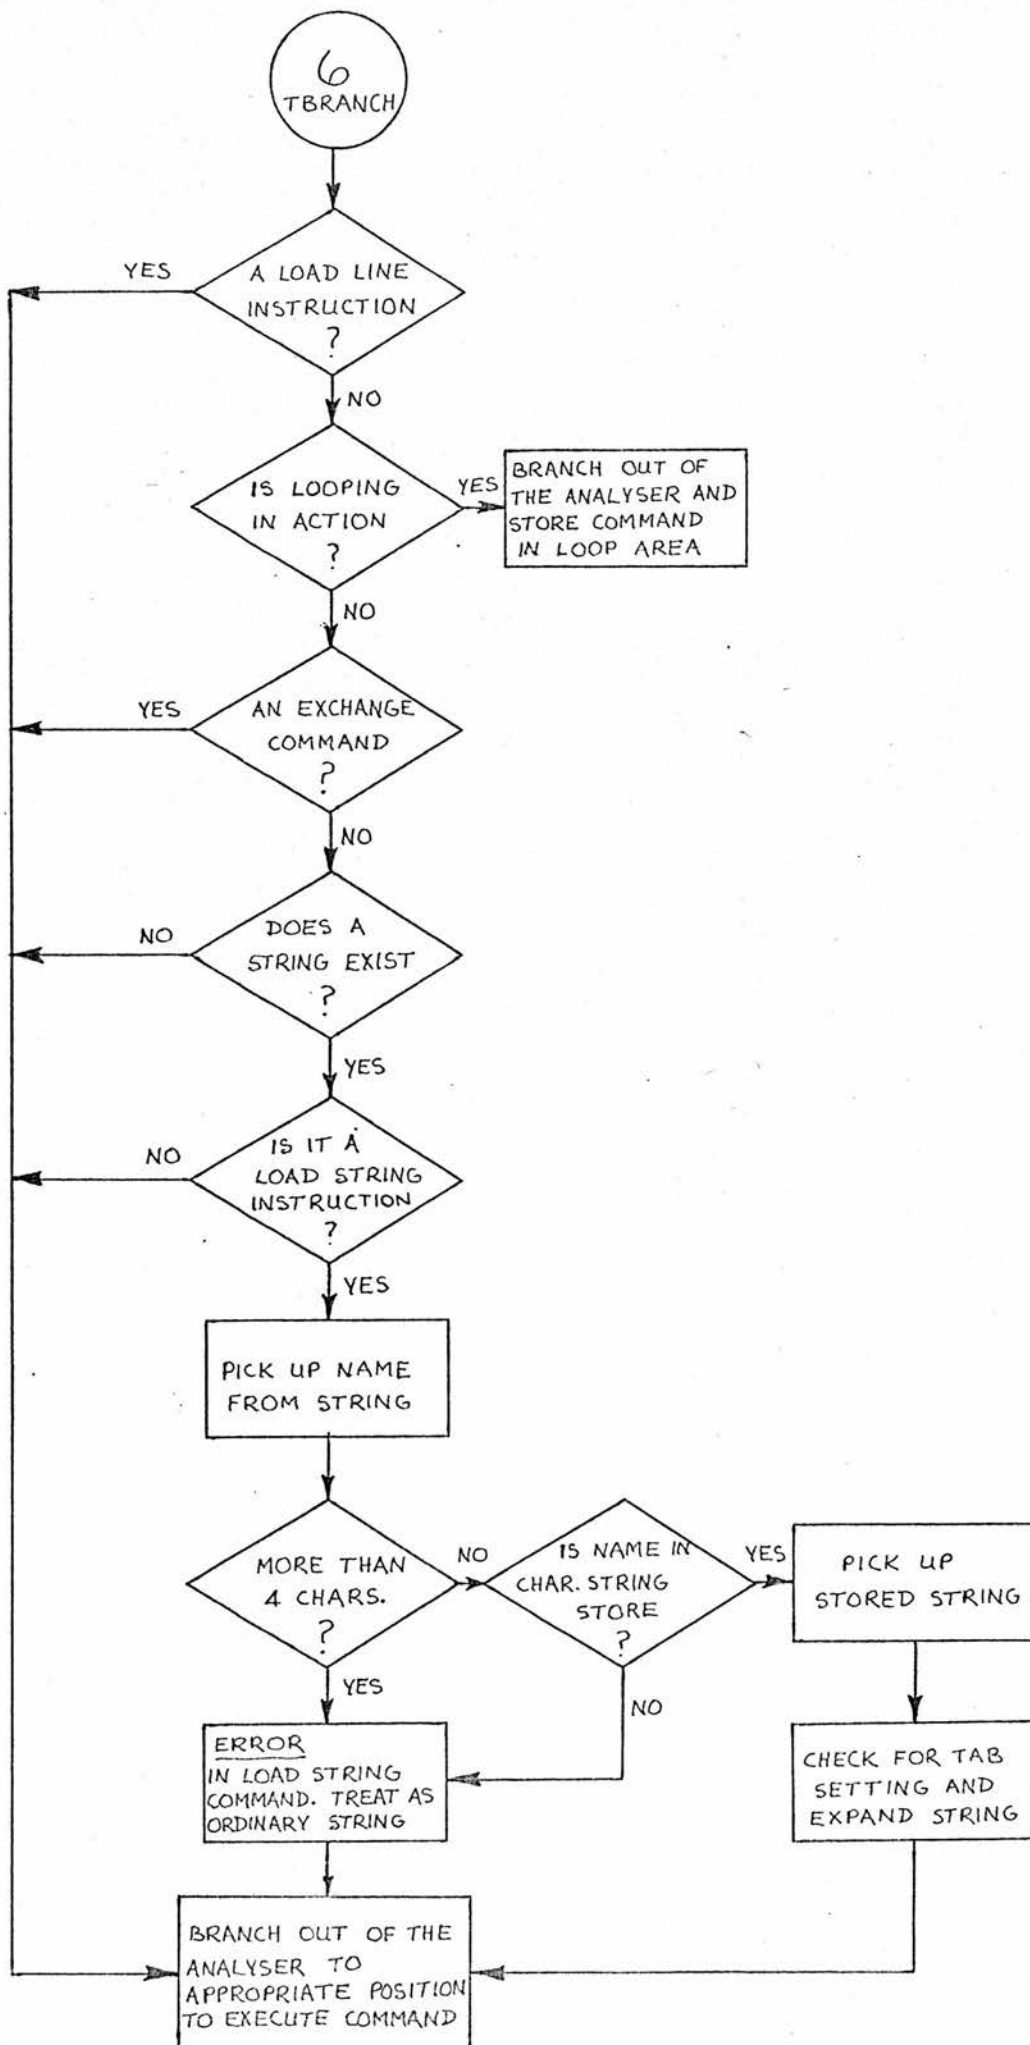 6
TBRANCH
YES
A LOAD LINE
INSTRUCTION
?
NO
IS LOOPING
IN ACTION
?
YES
BRANCH OUT OF
THE ANALYSER AND
STORE COMMAND
IN LOOP AREA
NO
YES
AN EXCHANGE
COMMAND
?
NO
NO
DOES A
STRING EXIST
?
YES
NO
IS IT A
LOAD STRING
INSTRUCTION
?
YES
PICK UP NAME
FROM STRING
MORE THAN
4 CHARS.
?
NO
IS NAME IN
CHAR. STRING
STORE
?
YES
PICK UP
STORED STRING
YES
NO
ERROR
IN LOAD STRING
COMMAND. TREAT AS
ORDINARY STRING
CHECK FOR TAB
SETTING AND
EXPAND STRING
BRANCH OUT OF THE
ANALYSER TO
APPROPRIATE POSITION
TO EXECUTE COMMAND